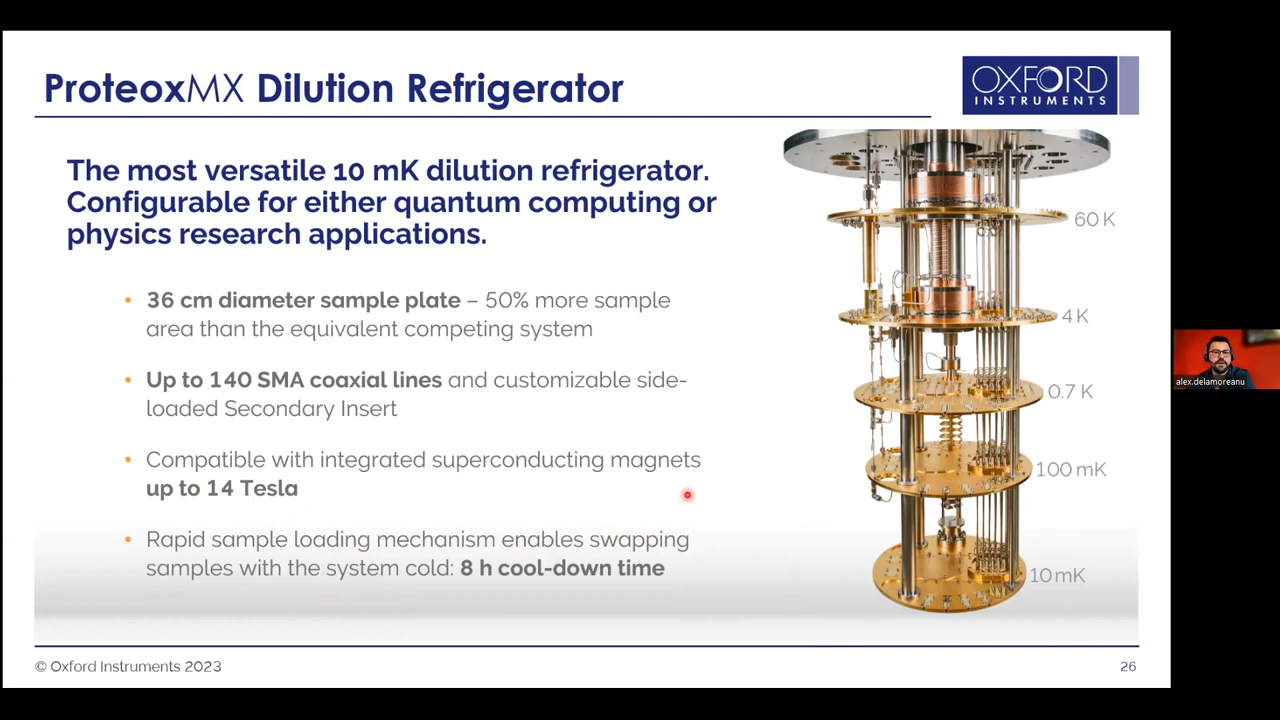 ProteoxMX Dilution Refrigerator
OXFORD
INSTRUMENTS
The most versatile 10 mK dilution refrigerator.
Configurable for either quantum computing or
physics research applications.
• 36 cm diameter sample plate – 50% more sample
area than the equivalent competing system
• Up to 140 SMA coaxial lines and customizable side-
loaded Secondary Insert
• Compatible with integrated superconducting magnets
up to 14 Tesla
• Rapid sample loading mechanism enables swapping
samples with the system cold: 8 h cool-down time
60 K
4 K
0.7 K
100 mK
10 mK
alex.delamoreanu
© Oxford Instruments 2023
26